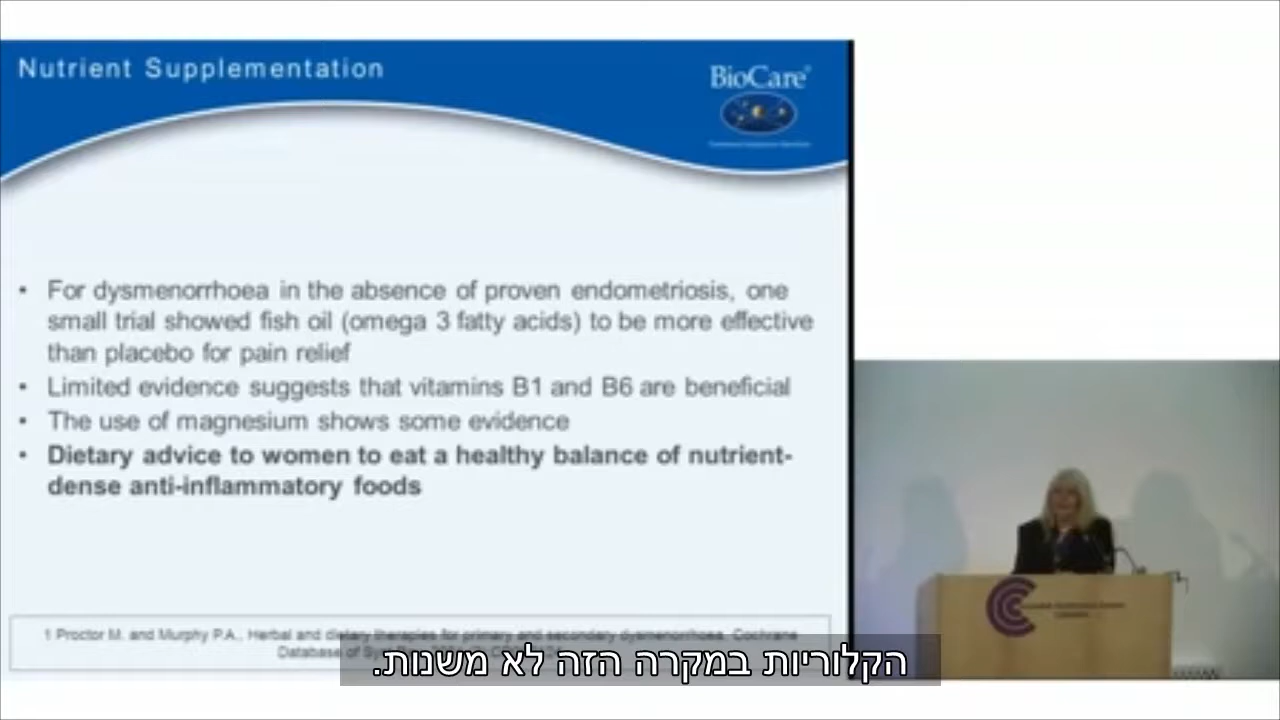 Nutrient Supplementation
BioCare®
• For dysmenorrhoea in the absence of proven endometriosis, one
small trial showed fish oil (omega 3 fatty acids) to be more effective
than placebo for pain relief
• Limited evidence suggests that vitamins B1 and B6 are beneficial
• The use of magnesium shows some evidence
• Dietary advice to women to eat a healthy balance of nutrient-
dense anti-inflammatory foods
1 Proctor M. and Murphy P.A., Herbal and dietary therapies for primary and secondary dysmenorrhoea. Cochrane
Database of
הקלוריות במקרה הזה לא משנות.